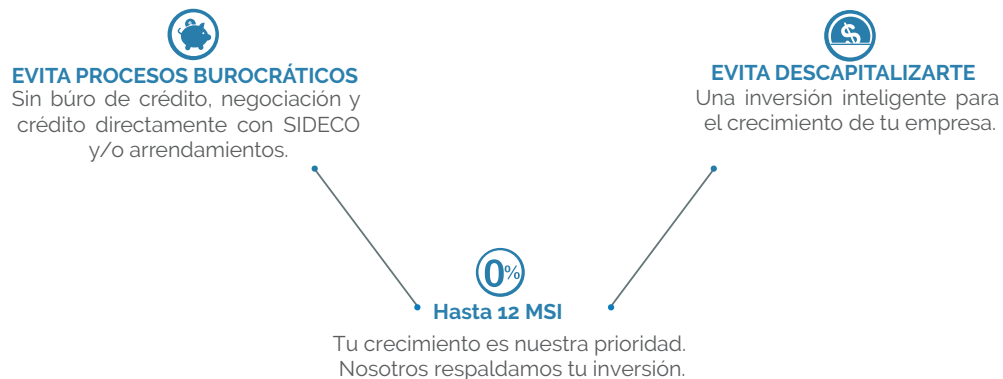 EVITA PROCESOS BUROCRÁTICOS
Sin búro de crédito, negociación y
crédito directamente con SIDECO
y/o arrendamientos.
$
EVITA DESCAPITALIZARTE
Una inversión inteligente para
el crecimiento de tu empresa.
0%
Hasta 12 MSI
Tu crecimiento es nuestra prioridad.
Nosotros respaldamos tu inversión.